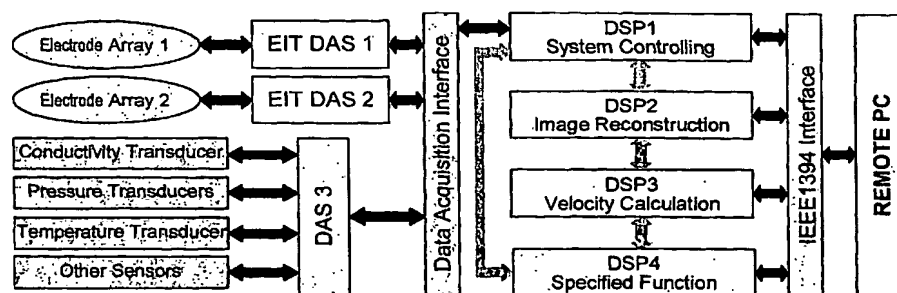 Electrode Array 1
EIT DAS 1
Electrode Array 2
EIT DAS 2
Conductivity Transducer
Pressure Transducers
Temperature Transducer
Other Sensors
DAS 3
Data Acquisition Interface
DSP1
System Controlling
DSP2
Image Reconstruction
DSP3
Velocity Calculation
DSP4
Specified Function
IEEE1394 Interface
REMOTE PC